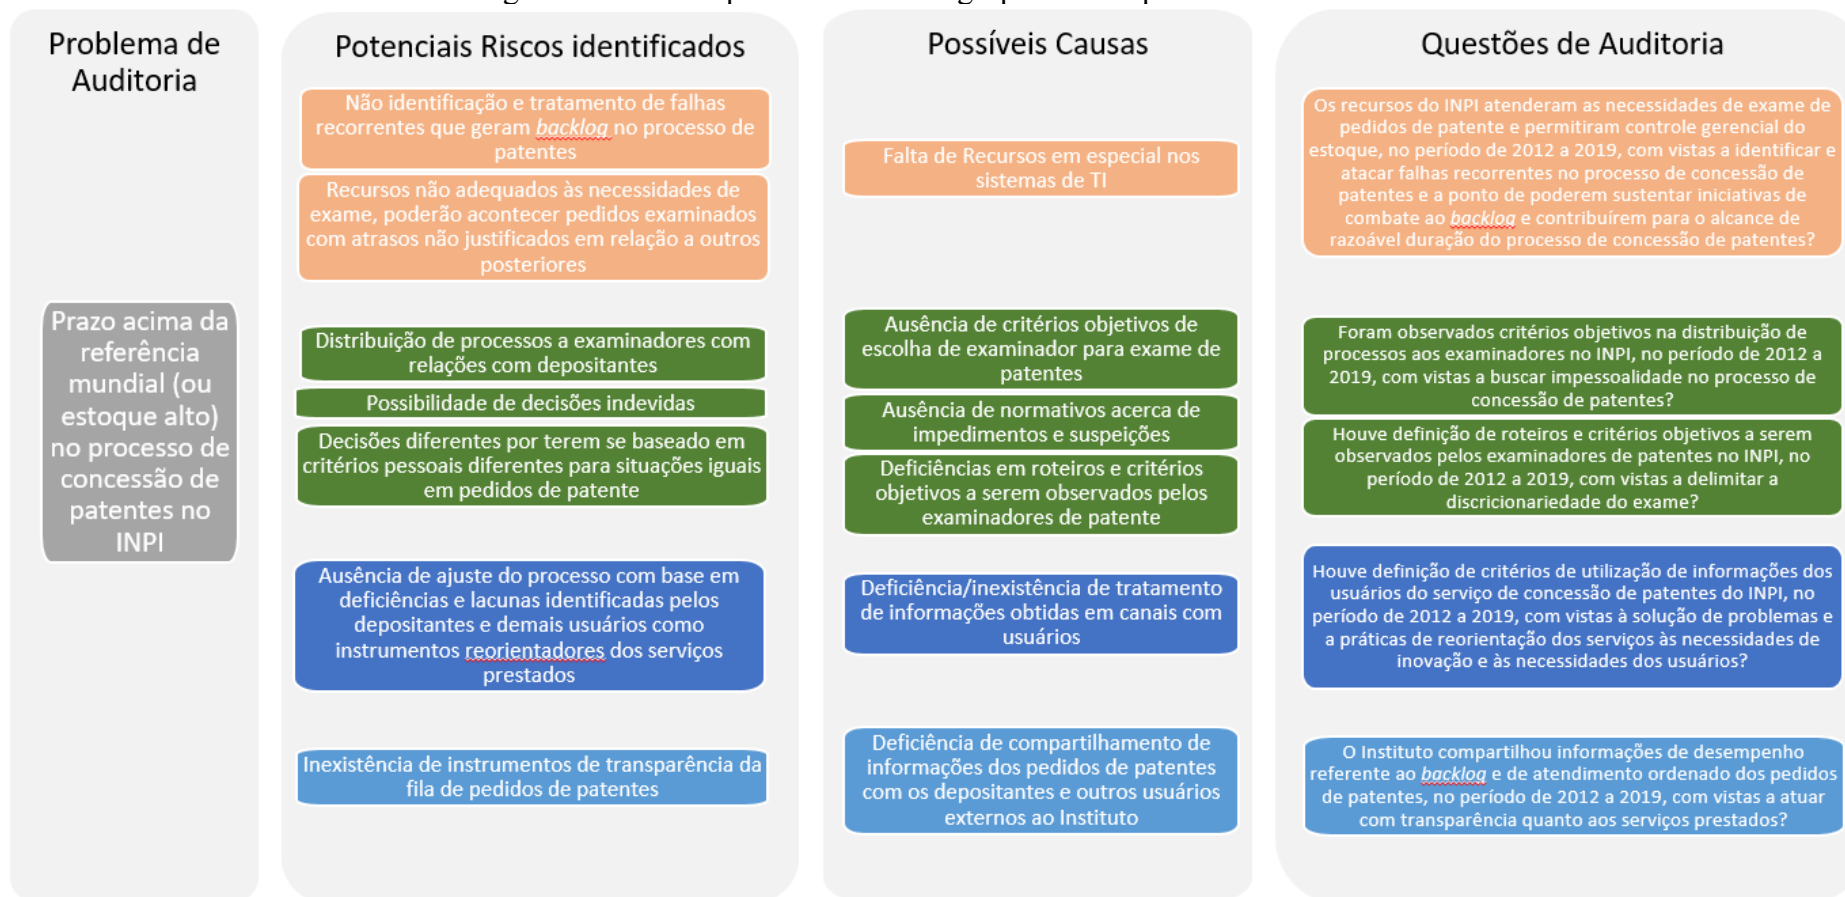 Problema de
Auditoria
Prazo acima da
referência
mundial (ou
estoque alto)
no processo de
concessão de
patentes no
INPI
Potenciais Riscos identificados
Não identificação e tratamento de falhas
recorrentes que geram backlog no processo de
patentes
Recursos não adequados às necessidades de
exame, poderão acontecer pedidos examinados
com atrasos não justificados em relação a outros
posteriores
Distribuição de processos a examinadores com
relações com depositantes
Possibilidade de decisões indevidas
Decisões diferentes por terem se baseado em
critérios pessoais diferentes para situações iguais
em pedidos de patente
Ausência de ajuste do processo com base em
deficiências e lacunas identificadas pelos
depositantes e demais usuários como
instrumentos reorientadores dos serviços
prestados
Inexistência de instrumentos de transparência da
fila de pedidos de patentes
Possíveis Causas
Falta de Recursos em especial nos
sistemas de TI
Ausência de critérios objetivos de
escolha de examinador para exame de
patentes
Ausência de normativos acerca de
impedimentos e suspeições
Deficiências em roteiros e critérios
objetivos a serem observados pelos
examinadores de patente
Deficiência/inexistência de tratamento
de informações obtidas em canais com
usuários
Deficiência de compartilhamento de
informações dos pedidos de patentes
com os depositantes e outros usuários
externos ao Instituto
Questões de Auditoria
Os recursos do INPI atenderam as necessidades de exame de
pedidos de patente e permitiram controle gerencial do
estoque, no período de 2012 a 2019, com vistas a identificar e
atacar falhas recorrentes no processo de concessão de
patentes e a ponto de poderem sustentar iniciativas de
combate ao backlog e contribuírem para o alcance de
razoável duração do processo de concessão de patentes?
Foram observados critérios objetivos na distribuição de
processos aos examinadores no INPI, no período de 2012 a
2019, com vistas a buscar impessoalidade no processo de
concessão de patentes?
Houve definição de roteiros e critérios objetivos a serem
observados pelos examinadores de patentes no INPI, no
período de 2012 a 2019, com vistas a delimitar a
discricionariedade do exame?
Houve definição de critérios de utilização de informações dos
usuários do serviço de concessão de patentes do INPI, no
período de 2012 a 2019, com vistas à solução de problemas e
a práticas de reorientação dos serviços às necessidades de
inovação e às necessidades dos usuários?
O Instituto compartilhou informações de desempenho
referente ao backlog e de atendimento ordenado dos pedidos
de patentes, no período de 2012 a 2019, com vistas a atuar
com transparência quanto aos serviços prestados?